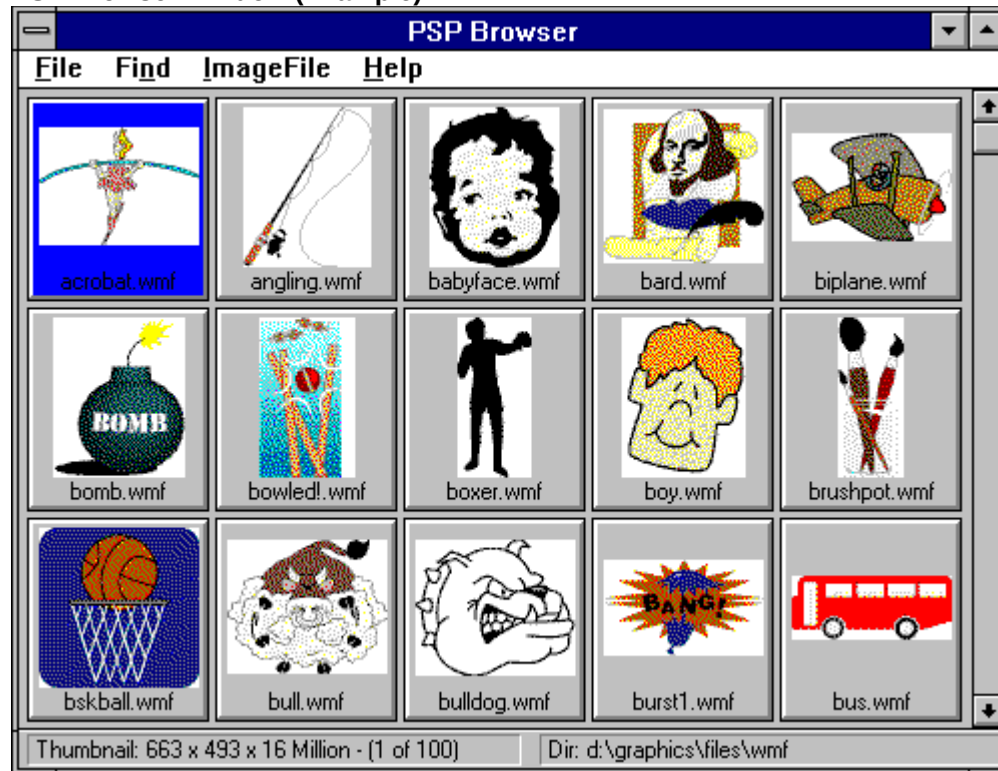 PSP Browser
File Find ImageFile Help
acrobat.wmf angling.wmf babyface.wmf bard.wmf biplane.wmf
BOMB
bomb.wmf bowled!.wmf boxer.wmf boy.wmf brushpot.wmf
BANG!
bskball.wmf bull.wmf bulldog.wmf burst1.wmf bus.wmf
Thumbnail: 663 x 493 x 16 Million - (1 of 100) Dir: d:\graphics\files\wmf